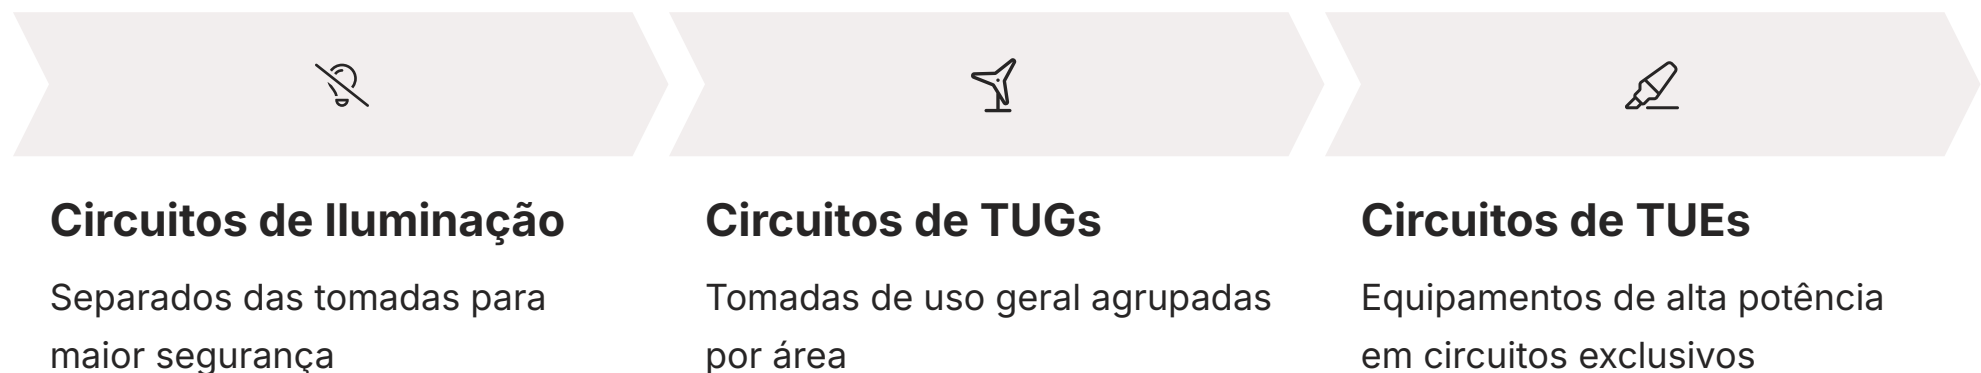 Circuitos de Iluminação
Separados das tomadas para
maior segurança
Circuitos de TUGs
Tomadas de uso geral agrupadas
por área
Circuitos de TUEs
Equipamentos de alta potência
em circuitos exclusivos